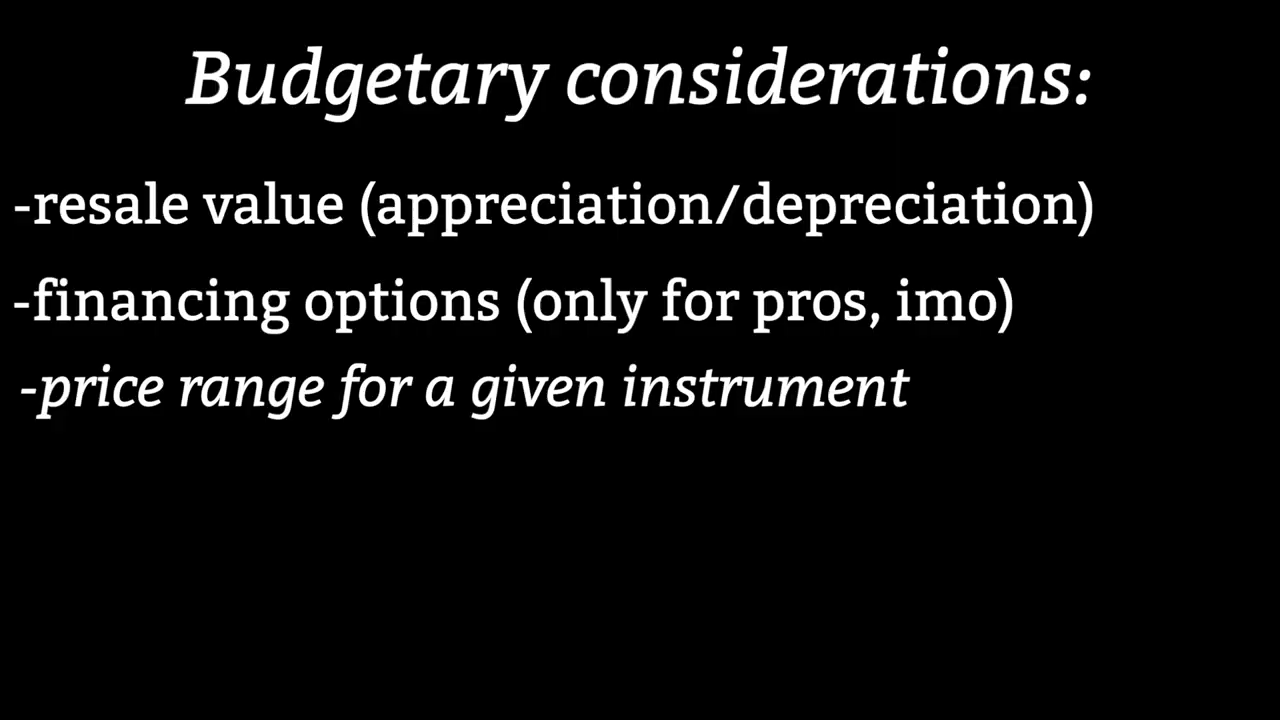 Budgetary considerations:
-resale value (appreciation/depreciation)
-financing options (only for pros, imo)
-price range for a given instrument